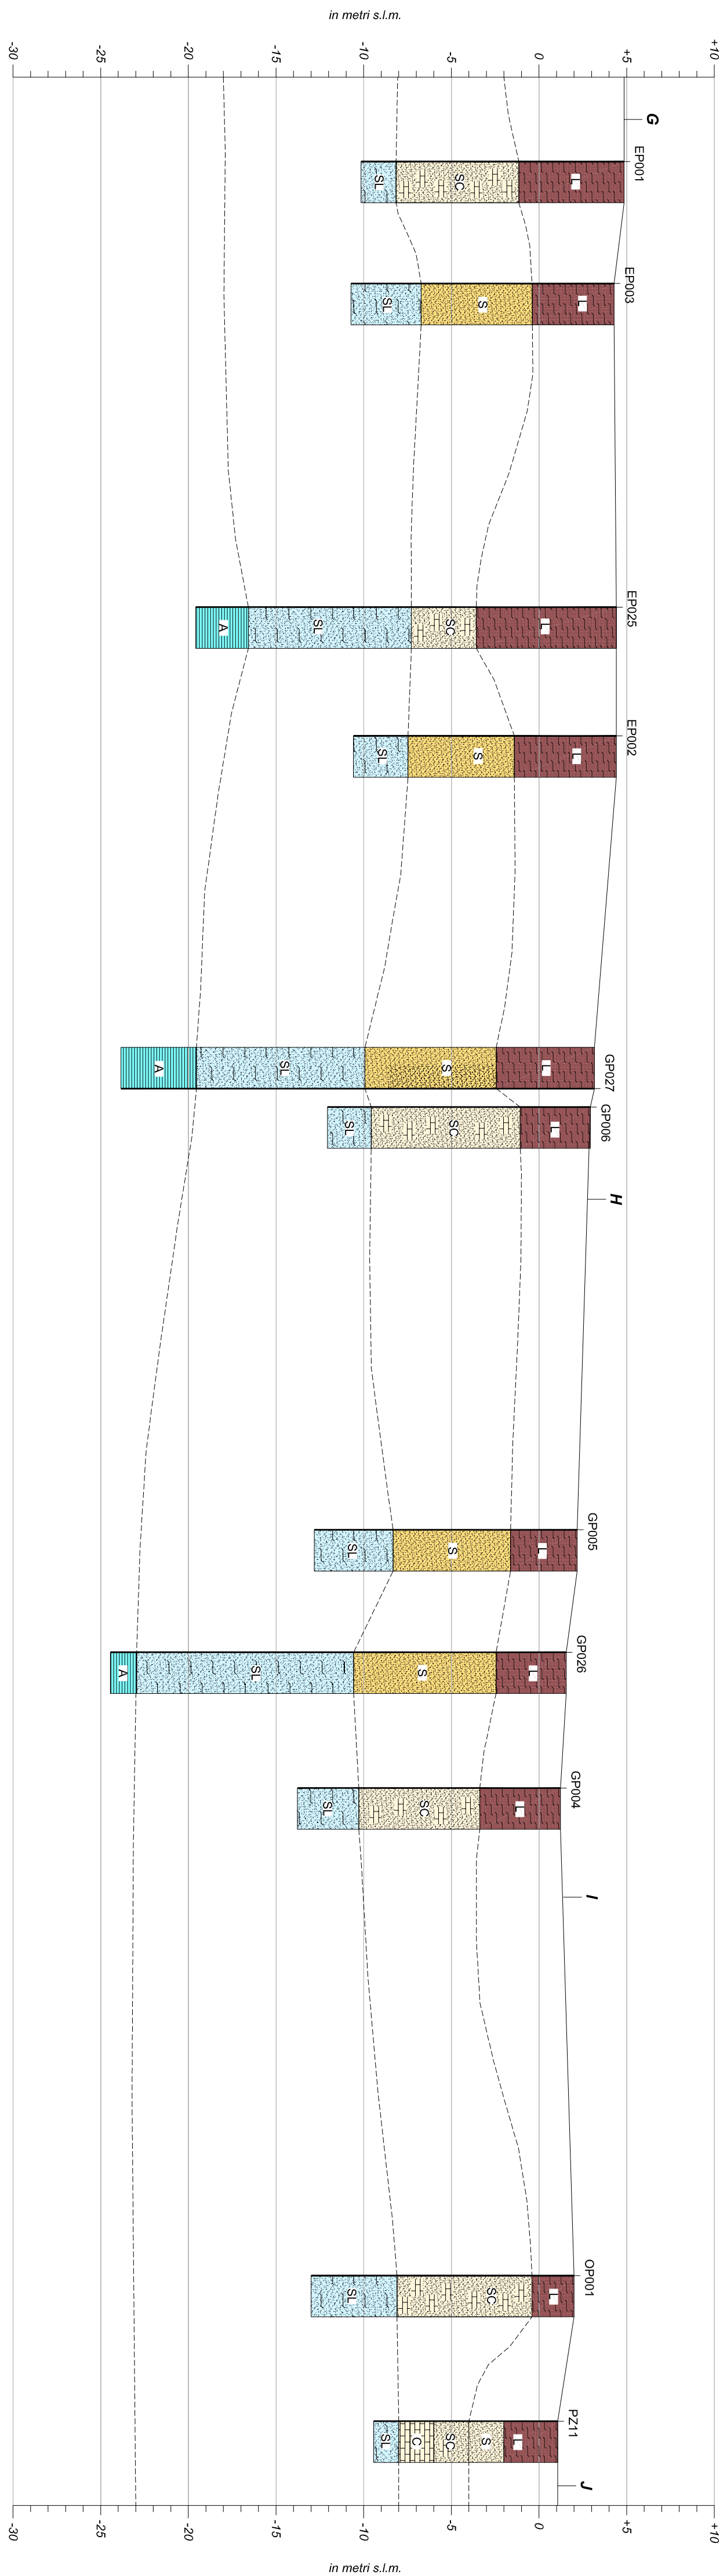 in metri s.l.m.
+10
+5
0
-5
-10
-15
-20
-25
-30
G
EP001
L
SC
SL
EP003
L
S
SL
EP025
L
SC
SL
A
EP002
L
S
SL
GP027
L
S
SL
A
GP006
L
SC
SL
H
GP005
L
S
SL
GP026
L
S
SL
A
GP004
L
SC
SL
I
OP001
L
SC
SL
PZ11
L
S
SC
C
SL
J
+10
+5
0
-5
-10
-15
-20
-25
-30
in metri s.l.m.